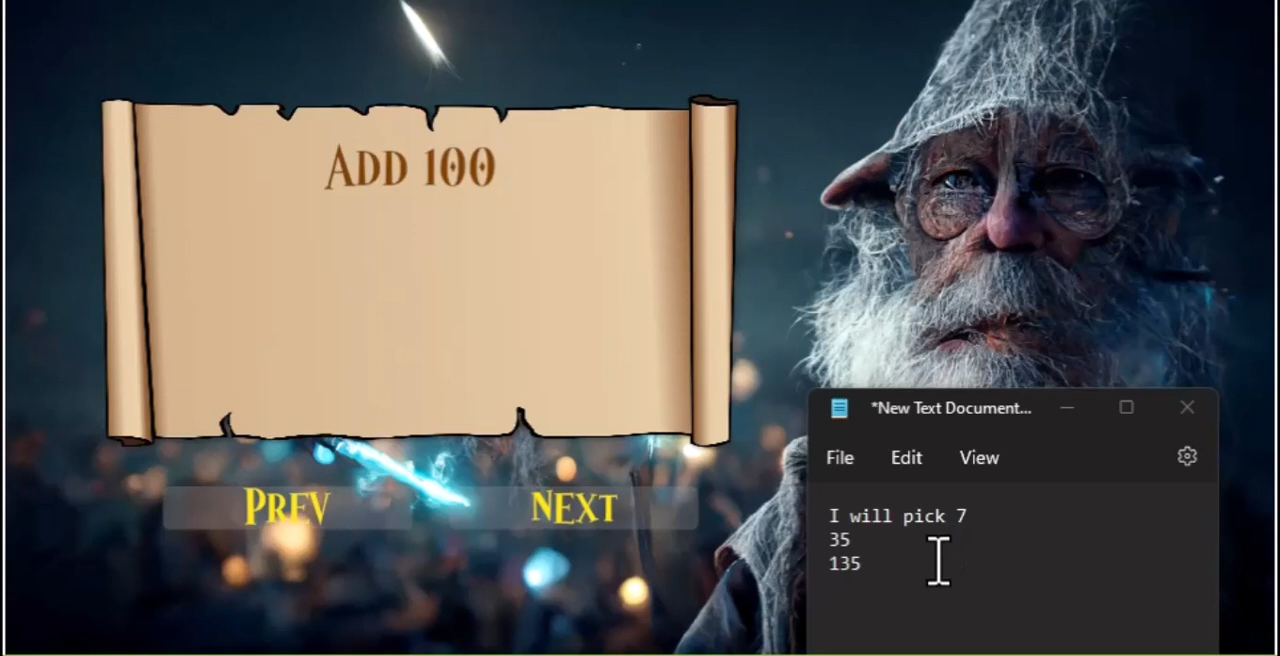 Add 100
Prev
Next
*New Text Document...
File
Edit
View
I will pick 7
35
135